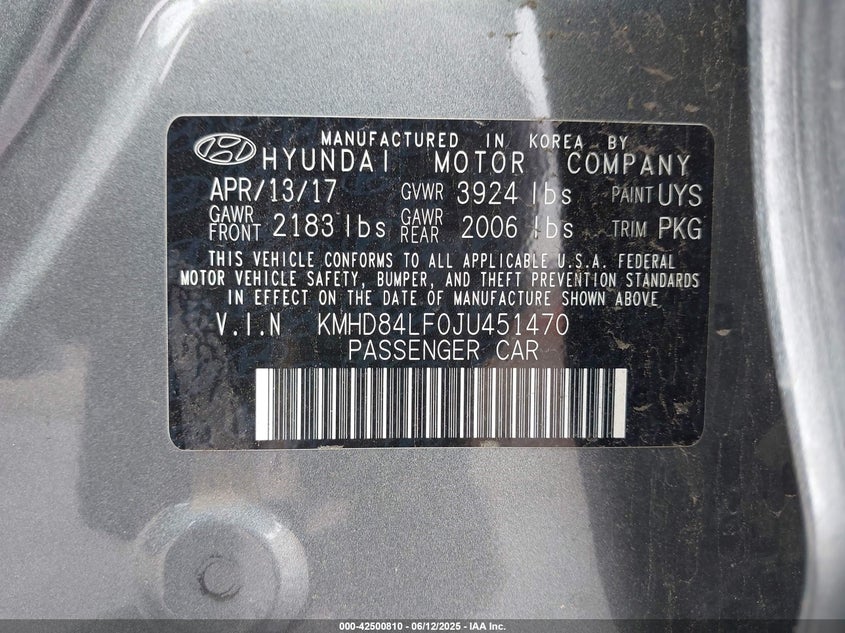 MANUFACTURED IN KOREA BY
HYUNDAI MOTOR COMPANY
APR/13/17 GVWR 3924 lbs PAINT UYS
GAWR FRONT 2183 lbs GAWR REAR 2006 lbs TRIM PKG
THIS VEHICLE CONFORMS TO ALL APPLICABLE U.S.A. FEDERAL
MOTOR VEHICLE SAFETY, BUMPER, AND THEFT PREVENTION STANDARDS
IN EFFECT ON THE DATE OF MANUFACTURE SHOWN ABOVE.
V.I.N KMHD84LF0JU451470
PASSENGER CAR
000-42500810 - 06/12/2025 - IAA Inc.